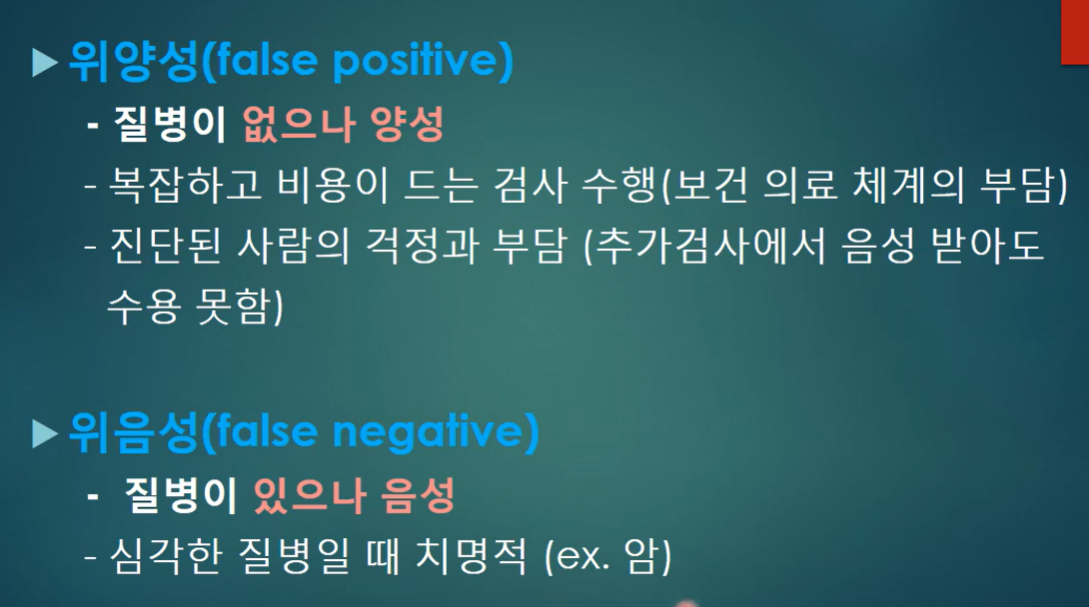 ▶ 위양성(false positive)
- 질병이 없으나 양성
- 복잡하고 비용이 드는 검사 수행(보건 의료 체계의 부담)
- 진단된 사람의 걱정과 부담 (추가검사에서 음성 받아도
수용 못함)
▶ 위음성(false negative)
- 질병이 있으나 음성
- 심각한 질병일 때 치명적 (ex. 암)